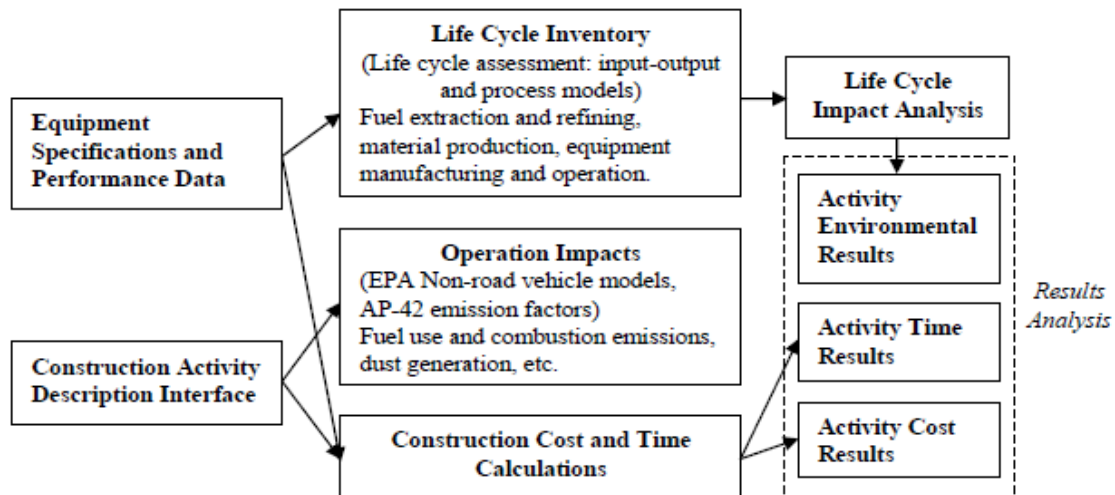 Equipment
Specifications and
Performance Data
Construction Activity
Description Interface
Life Cycle Inventory
(Life cycle assessment: input-output
and process models)
Fuel extraction and refining,
material production, equipment
manufacturing and operation.
Operation Impacts
(EPA Non-road vehicle models,
AP-42 emission factors)
Fuel use and combustion emissions,
dust generation, etc.
Construction Cost and Time
Calculations
Life Cycle
Impact Analysis
Activity
Environmental
Results
Activity Time
Results
Activity Cost
Results
Results
Analysis